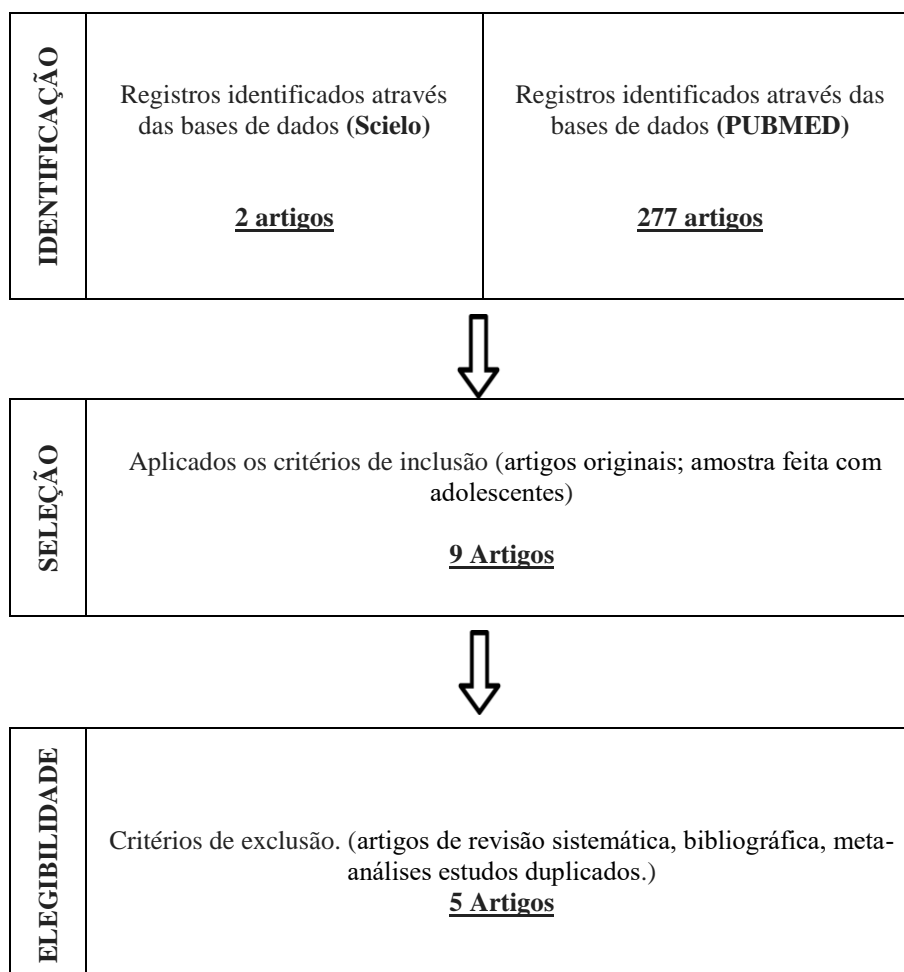 IDENTIFICAÇÃO
Registros identificados através
das bases de dados (Scielo)
2 artigos
Registros identificados através das
bases de dados (PUBMED)
277 artigos
SELEÇÃO
Aplicados os critérios de inclusão (artigos originais; amostra feita com
adolescentes)
9 Artigos
ELEGIBILIDADE
Critérios de exclusão. (artigos de revisão sistemática, bibliográfica, meta-
análises estudos duplicados.)
5 Artigos